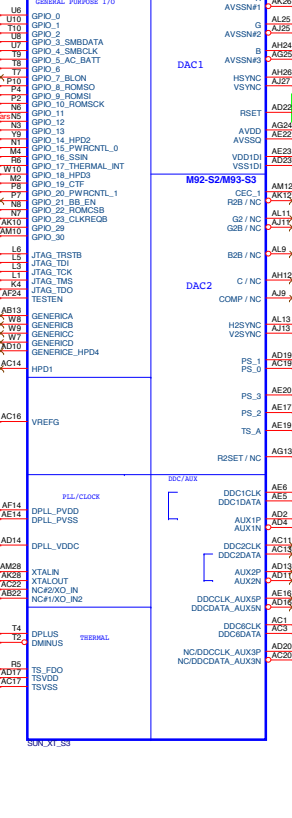 GENERAL PURPOSE I/O
U6 GPIO_0
U10 GPIO_1
T10 GPIO_2
U8 GPIO_3_SMBDATA
U7 GPIO_4_SMBCLK
T9 GPIO_5_AC_BATT
T8 GPIO_6
T7 GPIO_7_BLON
P10 GPIO_8_ROMSO
P4 GPIO_9_ROMSI
P2 GPIO_10_ROMSCK
N6 GPIO_11
N5 GPIO_12
N3 GPIO_13
Y9 GPIO_14_HPD2
N1 GPIO_15_PWRCNTL_0
M4 GPIO_16_SSIN
R6 GPIO_17_THERMAL_INT
W10 GPIO_18_HPD3
M2 GPIO_19_CTF
P8 GPIO_20_PWRCNTL_1
P7 GPIO_21_BB_EN
N8 GPIO_22_ROMCSB
N7 GPIO_23_CLKREQB
AK10 GPIO_29
AM10 GPIO_30
L6 JTAG_TRSTB
L5 JTAG_TDI
L3 JTAG_TCK
L1 JTAG_TMS
K4 JTAG_TDO
AF24 TESTEN
AB13 GENERICA
W8 GENERICB
W9 GENERICC
W7 GENERICD
AD10 GENERICE_HPD4
AC14 HPD1
AC16 VREFG
PLL/CLOCK
AF14 DPLL_PVDD
AE14 DPLL_PVSS
AD14 DPLL_VDDC
AM28 XTALIN
AK28 XTALOUT
AC22 NC#2/XO_IN
AB22 NC#1/XO_IN2
THERMAL
T4 DPLUS
T2 DMINUS
R5 TS_FDO
AD17 TSVDD
AC17 TSVSS
SUN_XT_S3
AVSSN#1 AK26
G AL25
AVSSN#2 AJ25
B AH24
AVSSN#3 AG25
DAC1
HSYNC AH26
VSYNC AJ27
RSET AD22
AVDD AG24
AVSSQ AE22
VDD1DI AE23
VSS1DI AD23
M92-S2/M93-S3
CEC_1 AM12
R2B / NC AK12
G2 / NC AL11
G2B / NC AJ11
B2B / NC AL9
DAC2
C / NC AH12
COMP / NC AJ9
H2SYNC AL13
V2SYNC AJ13
PS_1 AD19
PS_0 AC19
PS_3 AE20
PS_2 AE17
TS_A AE19
R2SET / NC AG13
DDC/AUX
DDC1CLK AE6
DDC1DATA AE5
AUX1P AD2
AUX1N AD4
DDC2CLK AC11
DDC2DATA AC13
AUX2P AD13
AUX2N AD11
DDCCLK_AUX5P AE16
DDCDATA_AUX5N AD16
DDC6CLK AC1
DDC6DATA AC3
NC/DDCCLK_AUX3P AD20
NC/DDCDATA_AUX3N AC20